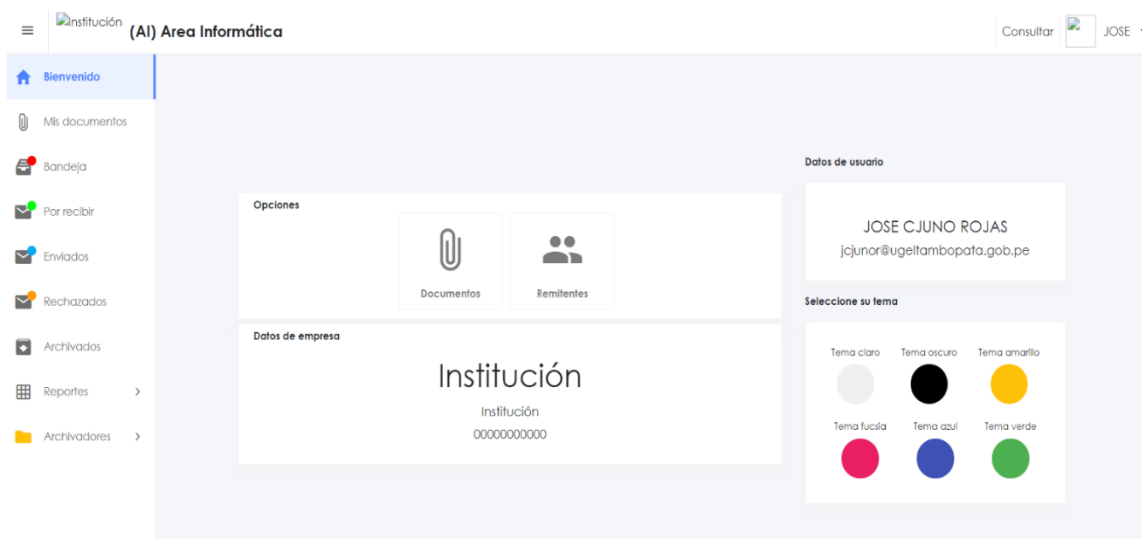 Institución
(AI) Area Informática
Consultar
JOSE
Bienvenido
Mis documentos
Bandeja
Por recibir
Enviados
Rechazados
Archivados
Reportes
Archivadores
Opciones
Documentos
Remitentes
Datos de empresa
Institución
Institución
00000000000
Datos de usuario
JOSE CJUNO ROJAS
jcjunor@ugeltambopata.gob.pe
Seleccione su tema
Tema claro Tema oscuro Tema amarillo
Tema fucsia Tema azul Tema verde